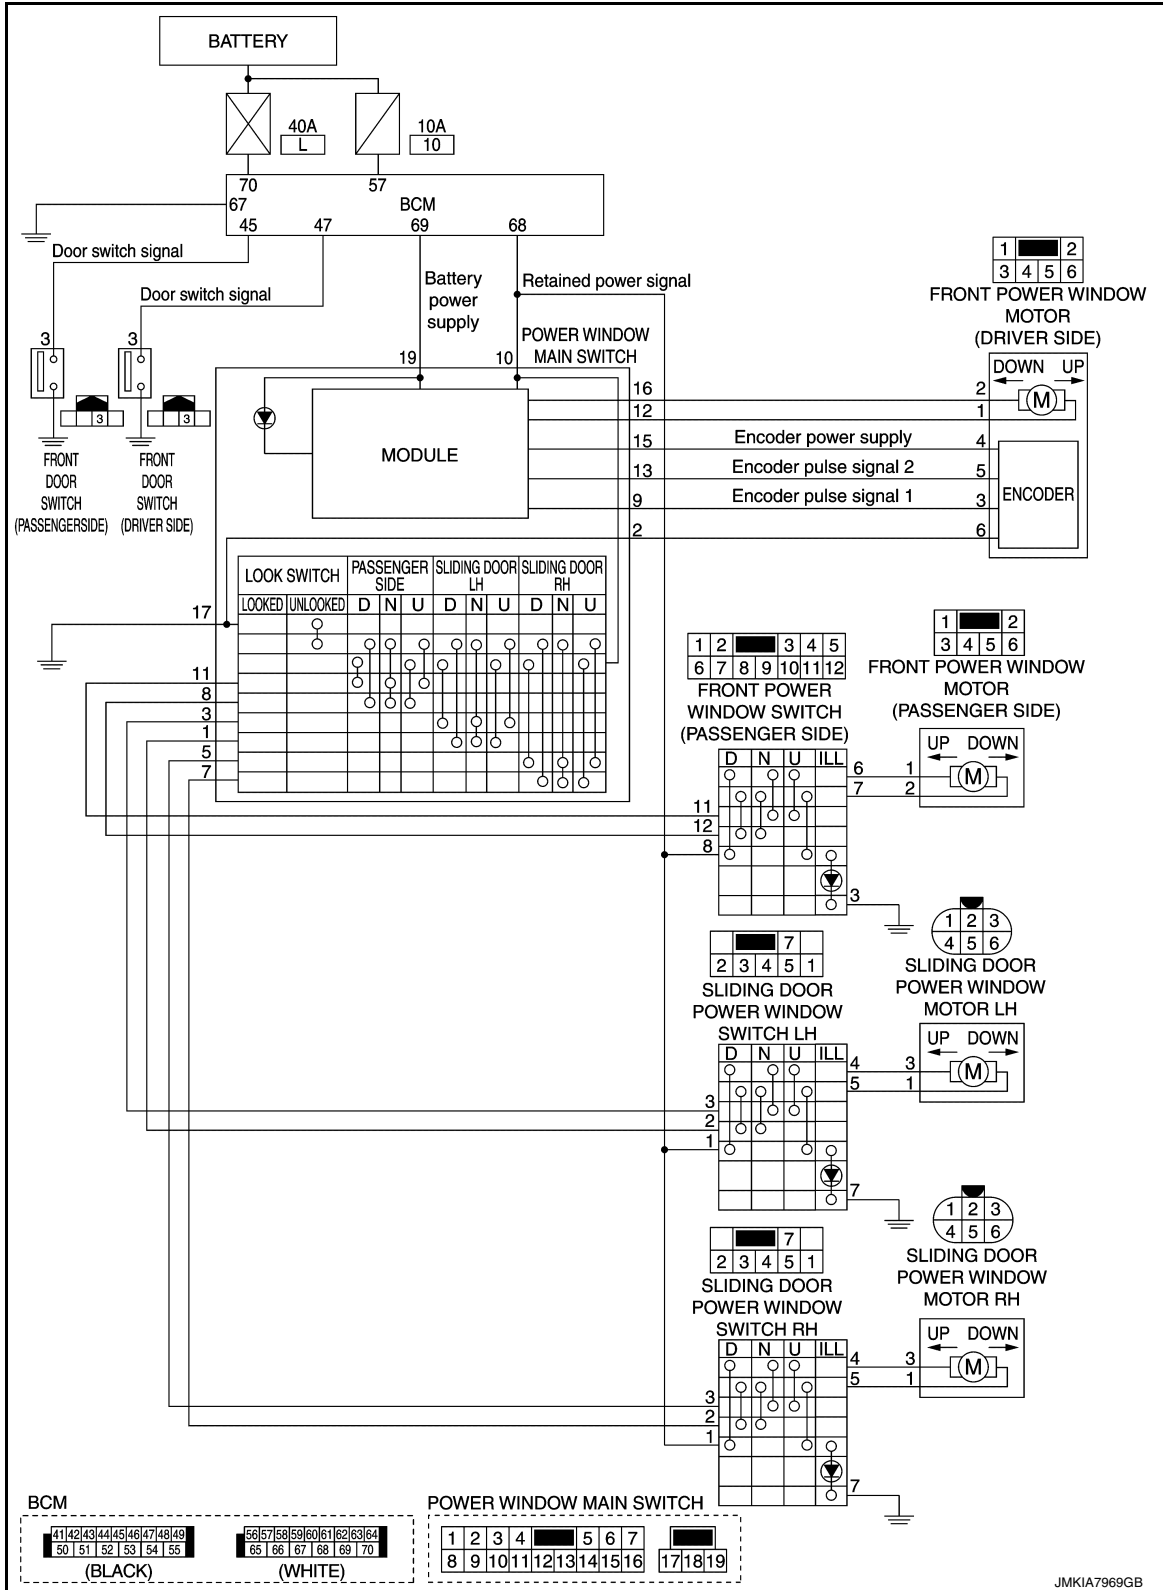 BATTERY
40A
L
10A
10
70
57
67
BCM
45
47
69
68
Door switch signal
Door switch signal
Battery
power
supply
Retained power signal
1 2
3 4 5 6
FRONT POWER WINDOW
MOTOR
(DRIVER SIDE)
3
3
3
3
FRONT
DOOR
SWITCH
(PASSENGERSIDE)
FRONT
DOOR
SWITCH
(DRIVER SIDE)
19
10
POWER WINDOW
MAIN SWITCH
MODULE
DOWN UP
M
16
2
12
1
15
Encoder power supply
4
13
Encoder pulse signal 2
5
9
Encoder pulse signal 1
3
2
6
ENCODER
LOOK SWITCH
PASSENGER
SIDE
SLIDING DOOR
LH
SLIDING DOOR
RH
LOOKED UNLOOKED D N U D N U D N U
17
11
8
3
1
5
7
1 2 3 4 5
6 7 8 9 10 11 12
FRONT POWER
WINDOW SWITCH
(PASSENGER SIDE)
1 2
3 4 5 6
FRONT POWER WINDOW
MOTOR
(PASSENGER SIDE)
D N U ILL
UP DOWN
M
6
1
7
2
11
12
8
3
7
2 3 4 5 1
SLIDING DOOR
POWER WINDOW
SWITCH LH
1 2 3
4 5 6
SLIDING DOOR
POWER WINDOW
MOTOR LH
D N U ILL
UP DOWN
M
4
3
5
1
3
2
1
7
7
2 3 4 5 1
SLIDING DOOR
POWER WINDOW
SWITCH RH
1 2 3
4 5 6
SLIDING DOOR
POWER WINDOW
MOTOR RH
D N U ILL
UP DOWN
M
4
3
5
1
3
2
1
7
BCM
41 42 43 44 45 46 47 48 49
50 51 52 53 54 55
(BLACK)
56 57 58 59 60 61 62 63 64
65 66 67 68 69 70
(WHITE)
POWER WINDOW MAIN SWITCH
1 2 3 4 5 6 7
8 9 10 11 12 13 14 15 16
17 18 19
JMKIA7969GB